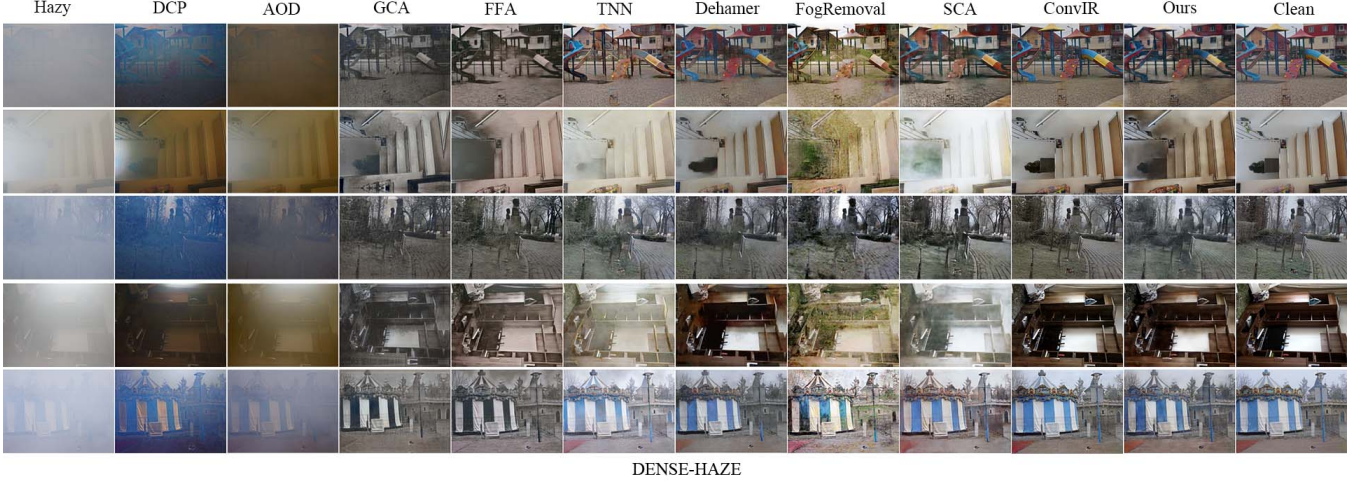 Hazy DCP AOD GCA FFA TNN Dehamer FogRemoval SCA ConvIR Ours Clean
DENSE-HAZE